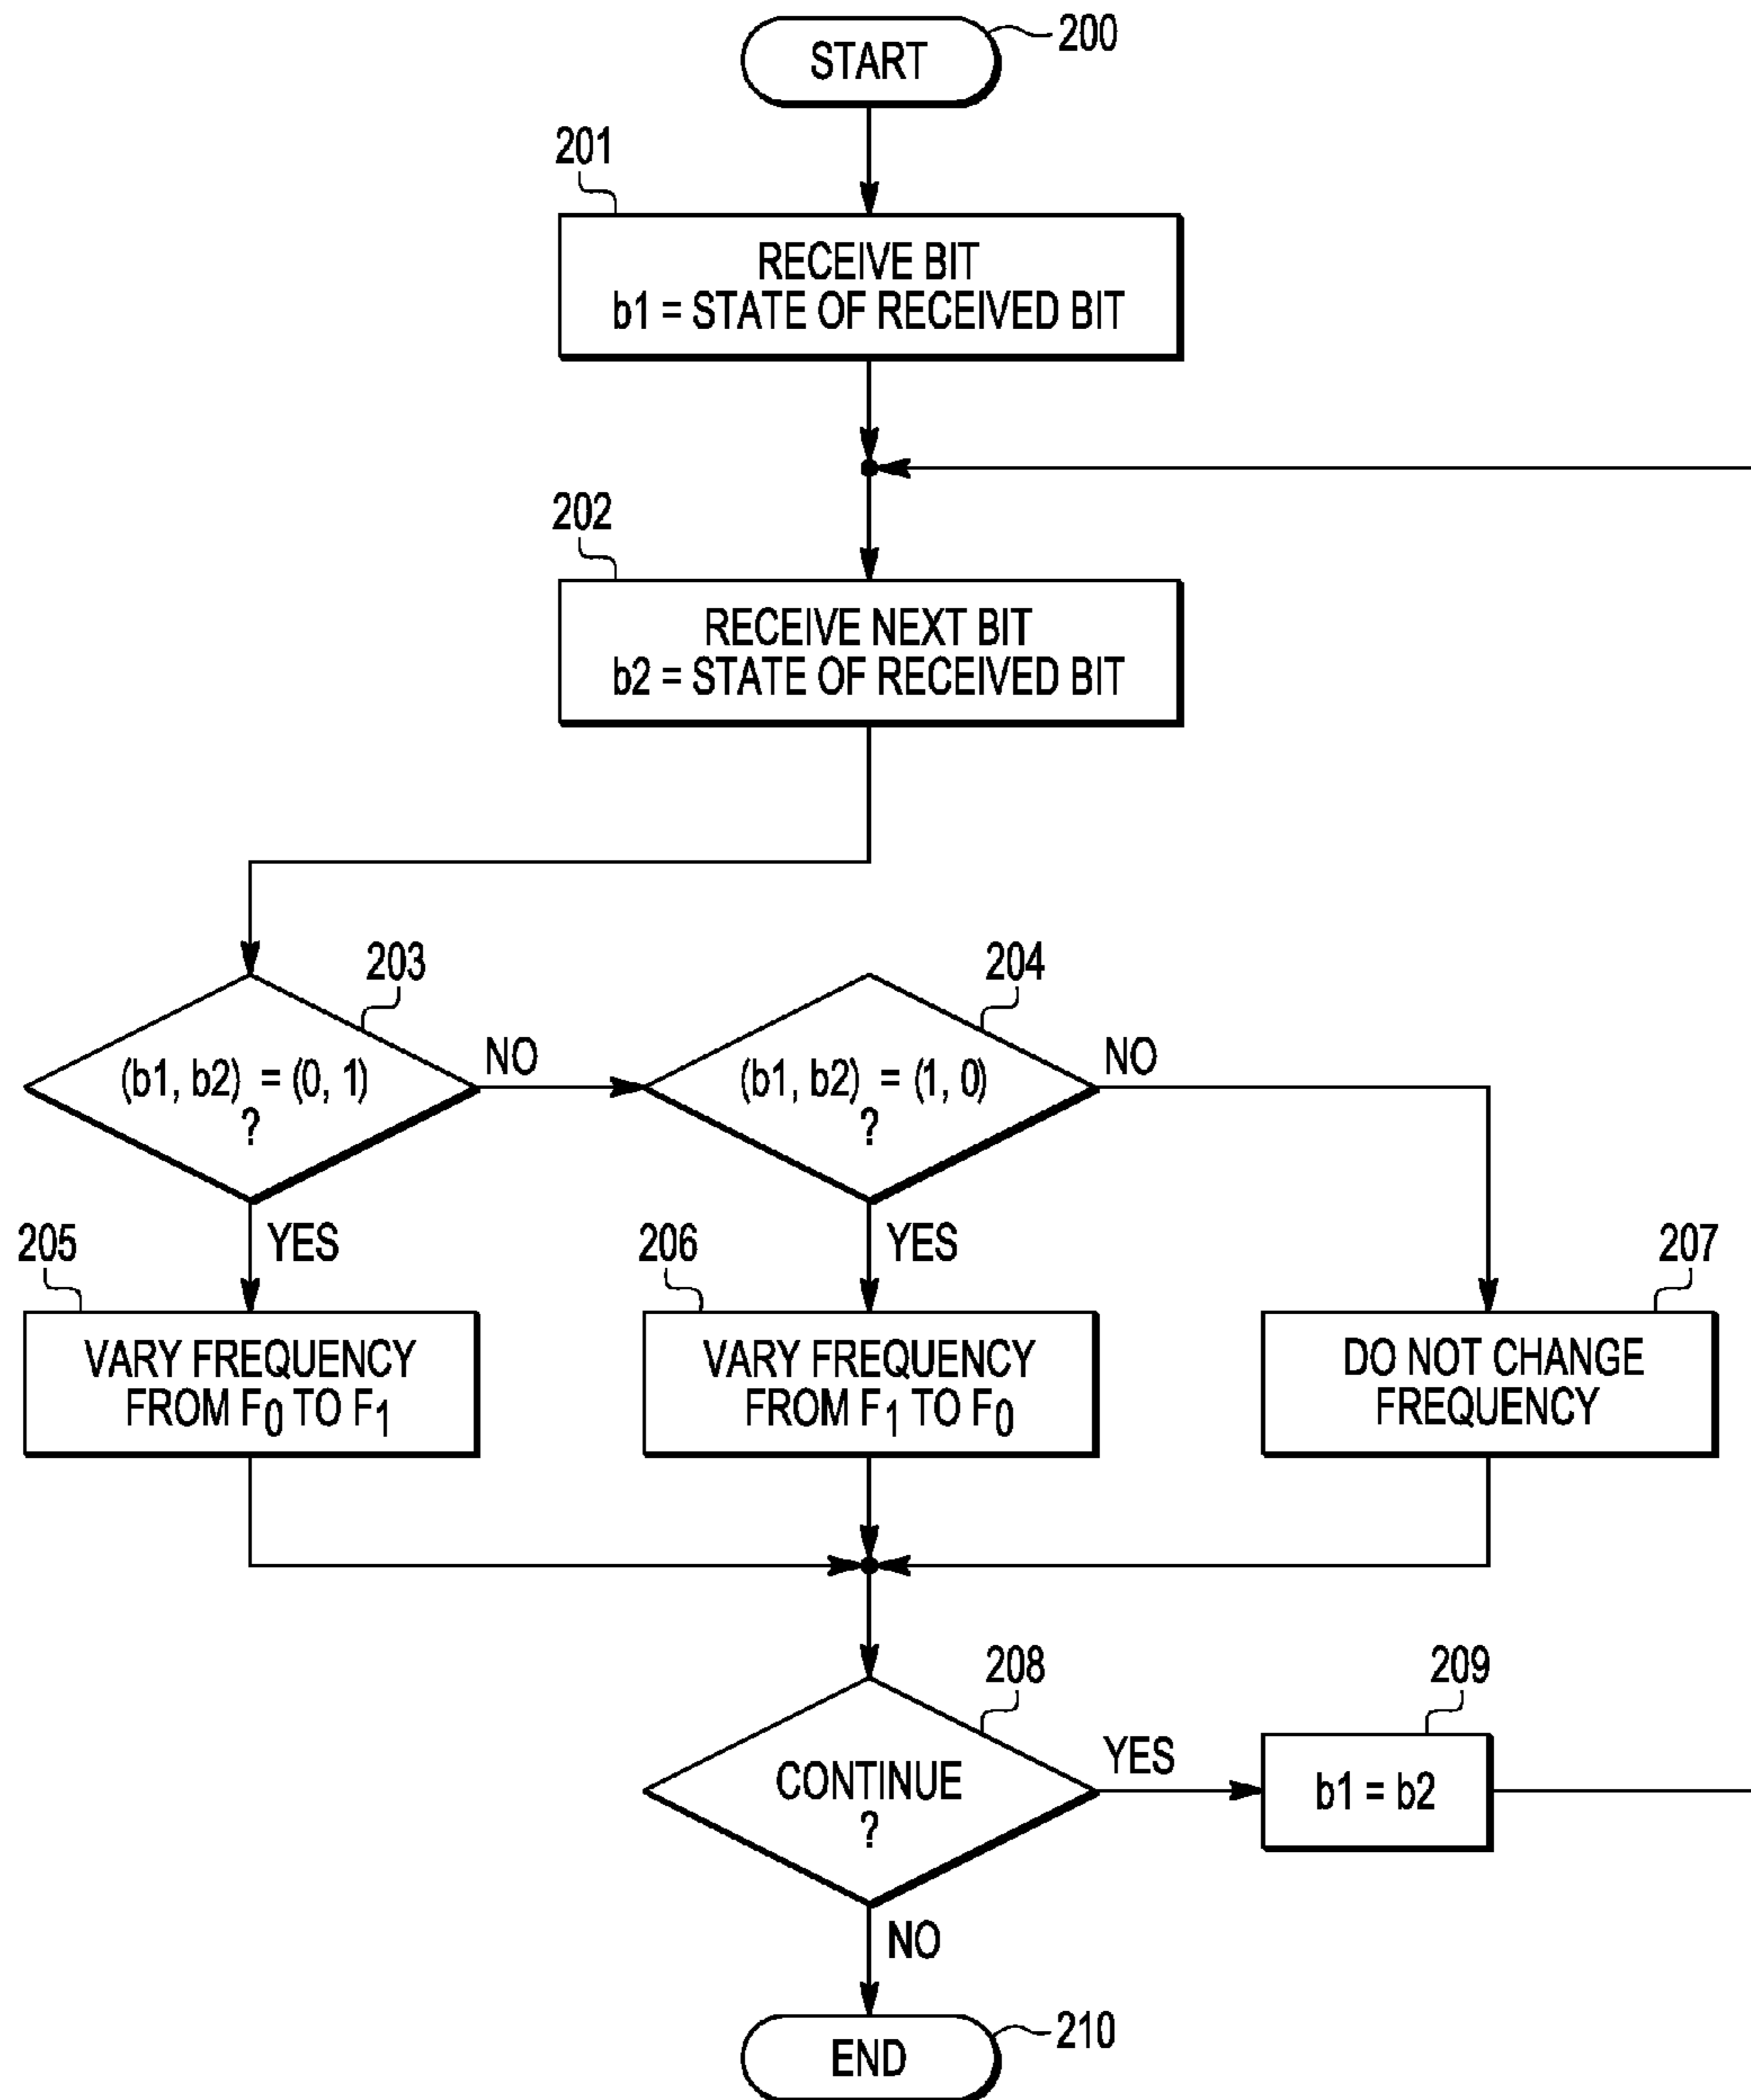 START
200
201
RECEIVE BIT
b1 = STATE OF RECEIVED BIT
202
RECEIVE NEXT BIT
b2 = STATE OF RECEIVED BIT
203
(b1, b2) = (0, 1)
?
NO
204
(b1, b2) = (1, 0)
?
NO
YES
YES
205
VARY FREQUENCY
FROM F0 TO F1
206
VARY FREQUENCY
FROM F1 TO F0
207
DO NOT CHANGE
FREQUENCY
208
CONTINUE
?
YES
209
b1 = b2
NO
END
210